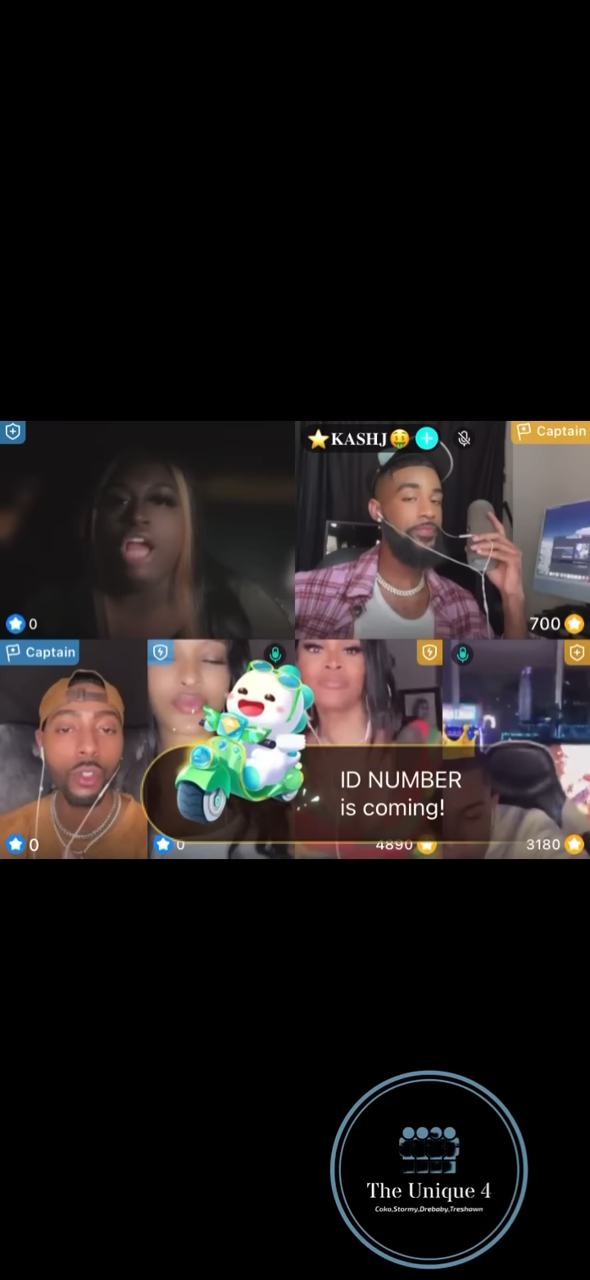 KASHJ
Captain
0
700
Captain
ID NUMBER
is coming!
0
0
4890
3180
The Unique 4
Coko,Stormy,Drebaby,Treshawn